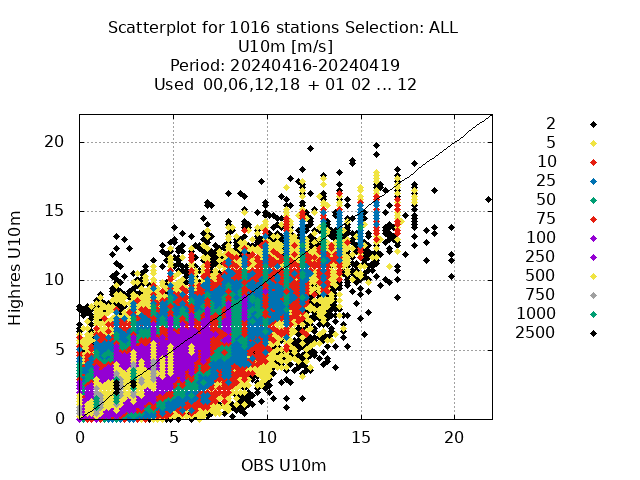 Scatterplot for 1016 stations Selection: ALL
U10m [m/s]
Period: 20240416-20240419
Used 00,06,12,18 + 01 02 ... 12
2
5
10
25
50
75
100
250
500
750
1000
2500
Highres U10m
20
15
10
5
0
0 5 10 15 20
OBS U10m